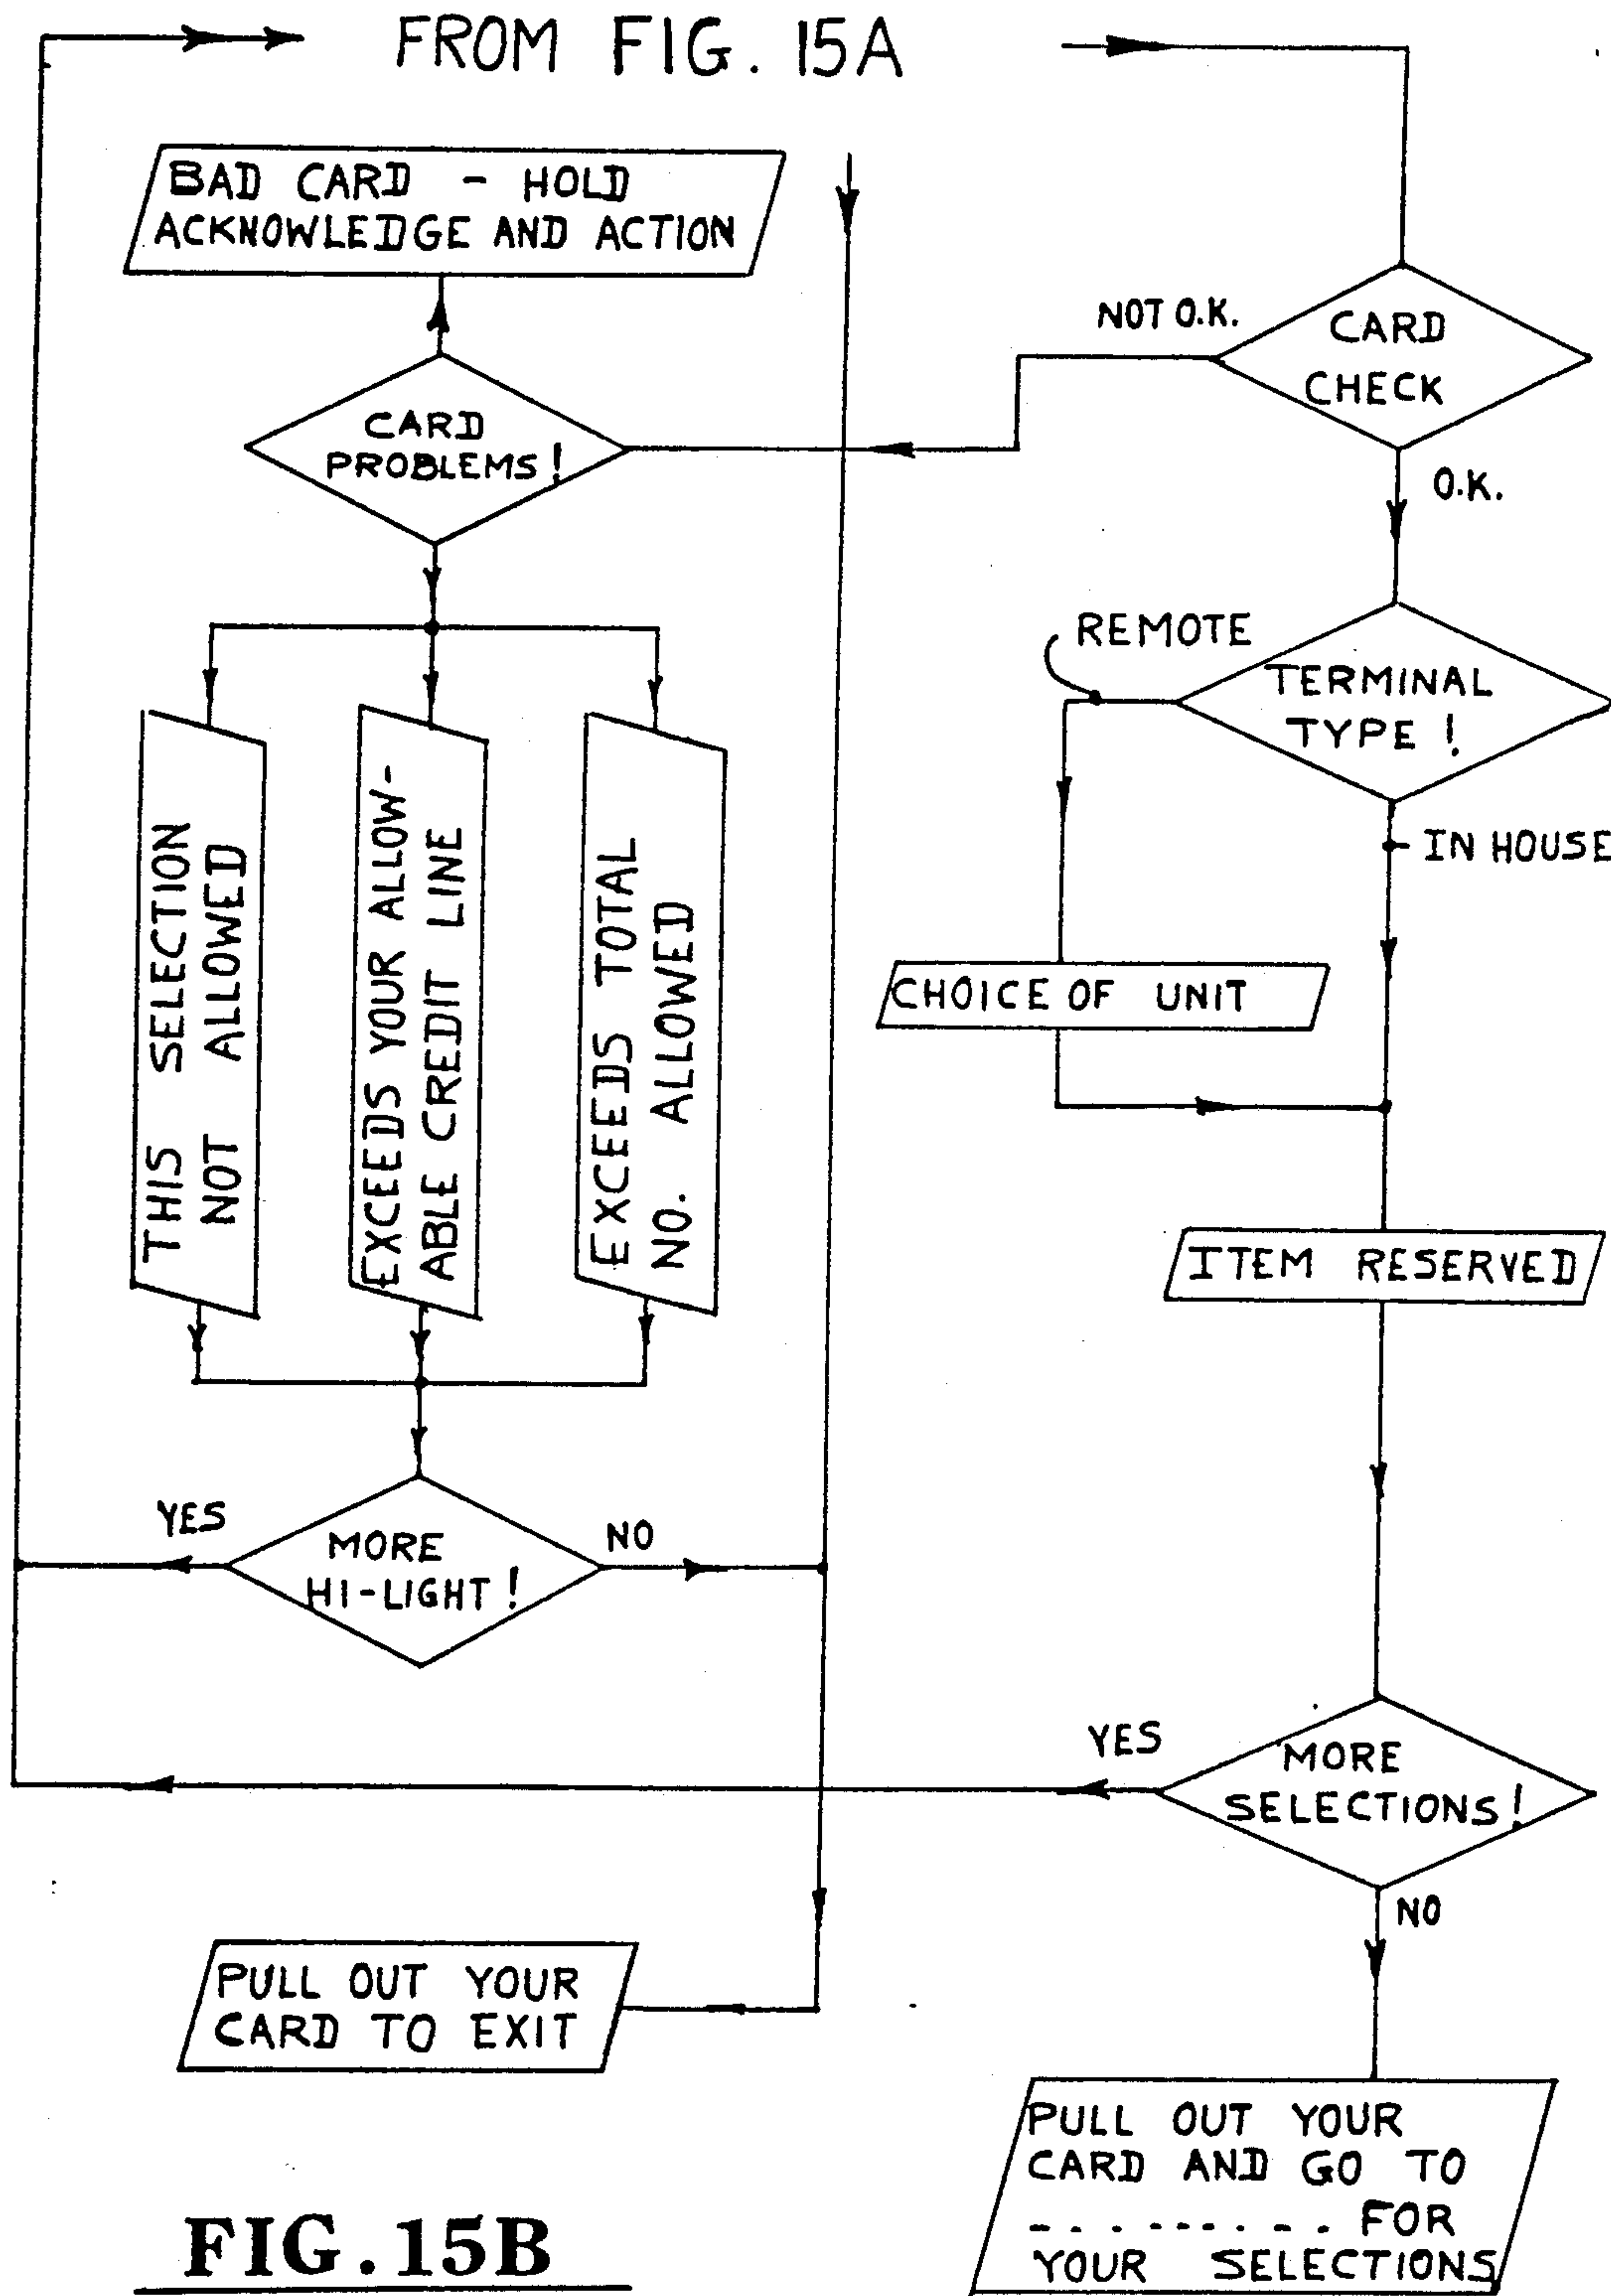 FROM FIG. 15A
BAD CARD - HOLD
ACKNOWLEDGE AND ACTION
NOT O.K.
CARD
CHECK
CARD
PROBLEMS!
O.K.
REMOTE
TERMINAL
TYPE!
IN HOUSE
THIS SELECTION
NOT ALLOWED
EXCEEDS YOUR ALLOW-
ABLE CREDIT LINE
EXCEEDS TOTAL
NO. ALLOWED
CHOICE OF UNIT
ITEM RESERVED
YES
MORE
HI-LIGHT!
NO
YES
MORE
SELECTIONS!
NO
PULL OUT YOUR
CARD TO EXIT
PULL OUT YOUR
CARD AND GO TO
- . . - - - . - . FOR
YOUR SELECTIONS
FIG. 15B